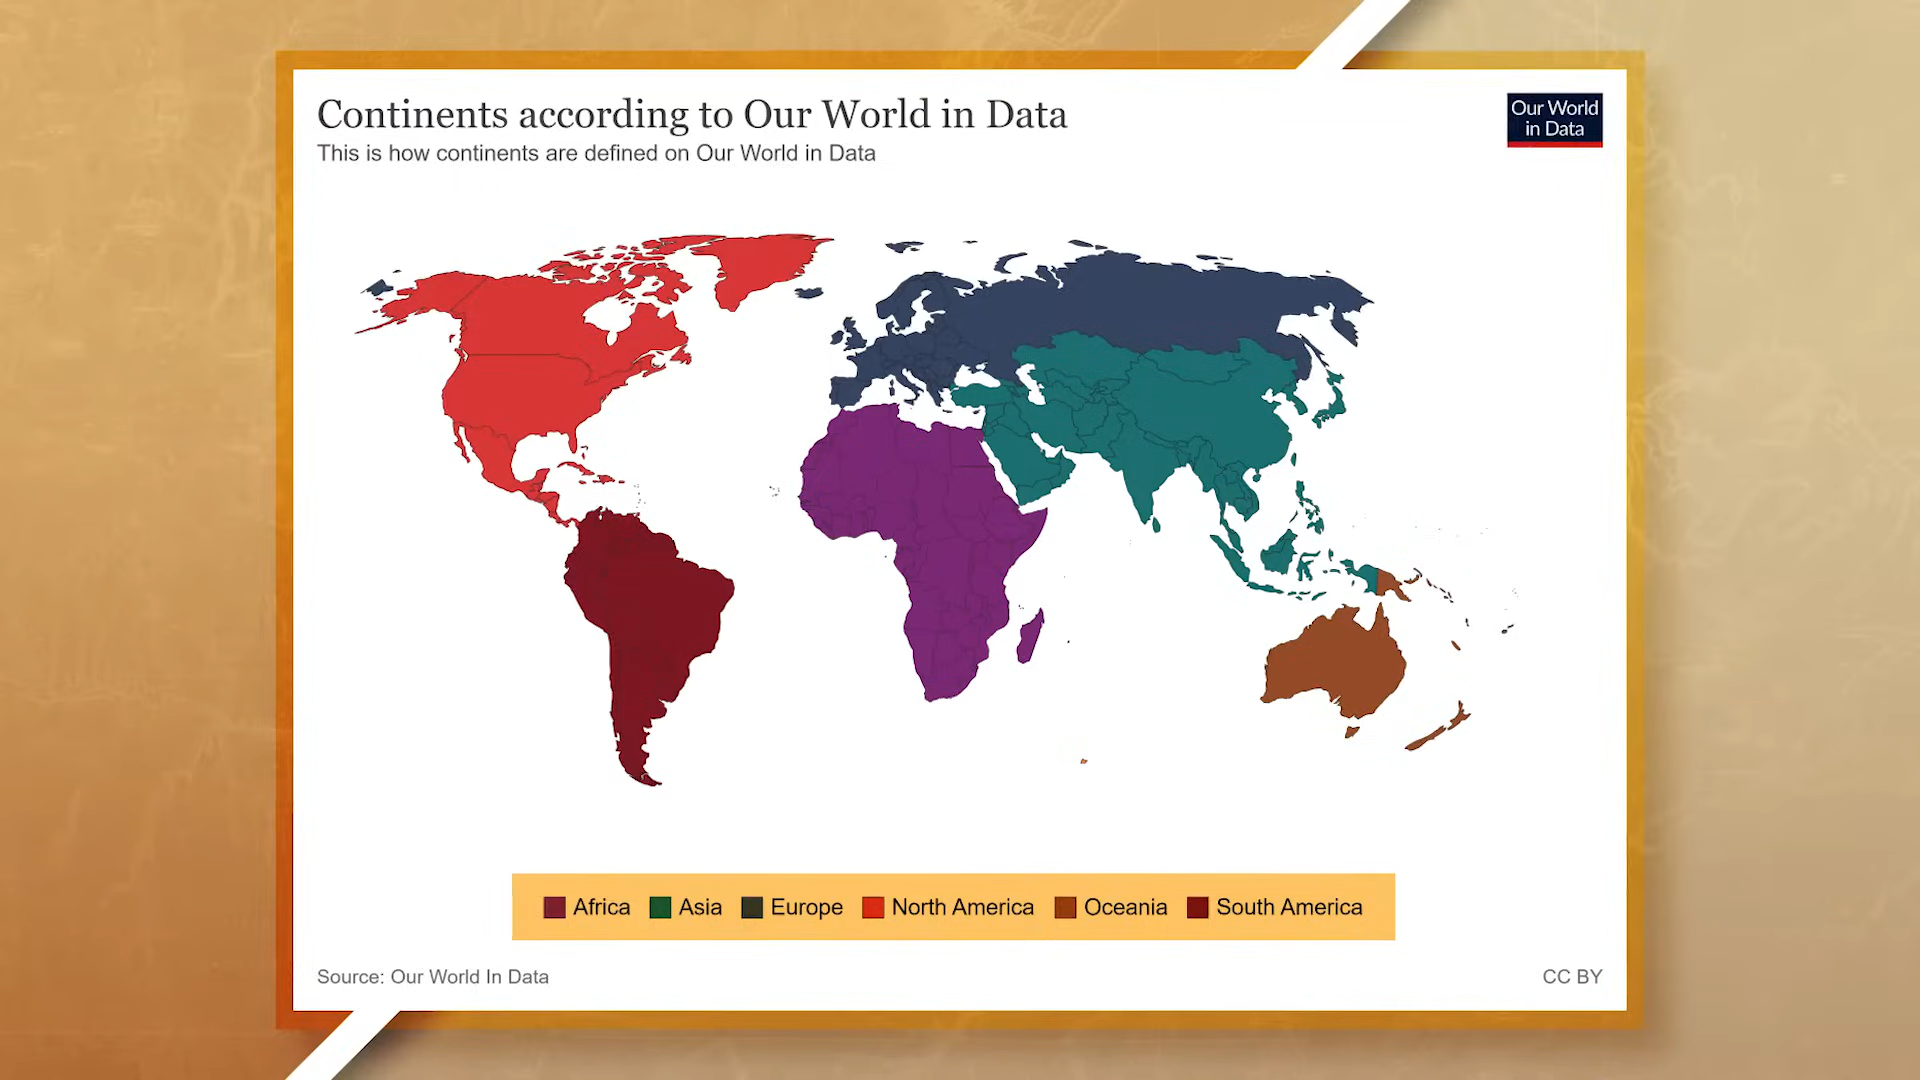 Continents according to Our World in Data
This is how continents are defined on Our World in Data
Our World
in Data
Africa Asia Europe North America Oceania South America
Source: Our World In Data
CC BY